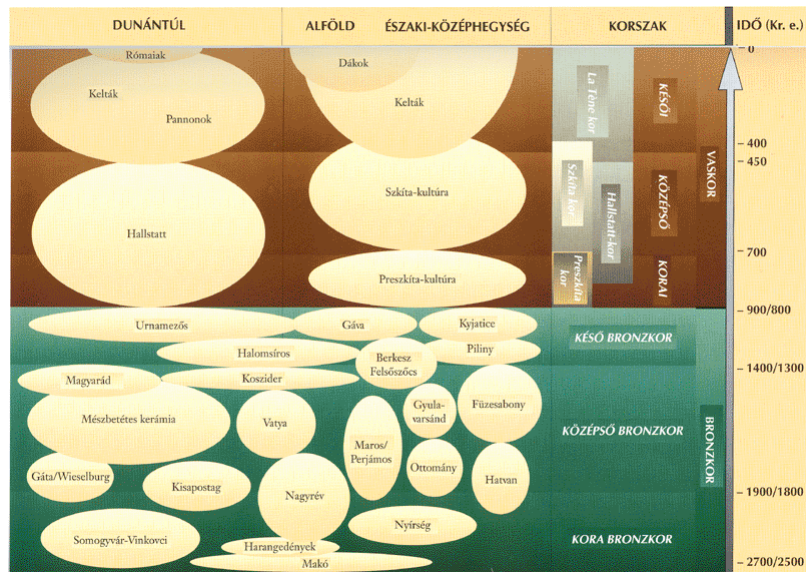 DUNÁNTÚL
ALFÖLD
ÉSZAKI-KÖZÉPHEGYSÉG
KORSZAK
IDŐ (Kr. e.)
Rómaiak
Kelták
Pannonok
Dákok
Kelták
La Tène kor
KÉSŐI
0
400
450
Hallstatt
Szkíta-kultúra
Szkíta kor
Hallstatt-kor
KÖZÉPSŐ
VASKOR
700
Preszkíta-kultúra
Preszkíta
kor
KORAI
900/800
Urnamezős
Gáva
Kyjatice
KÉSŐ BRONZKOR
Halomsíros
Berkesz
Felsőszőcs
Piliny
1400/1300
Magyarád
Koszider
Mészbetétes kerámia
Vatya
Gyula-
varsánd
Füzesabony
KÖZÉPSŐ BRONZKOR
BRONZKOR
Maros/
Perjámos
Ottomány
Hatvan
Gáta/Wieselburg
Kisapostag
Nagyrév
1900/1800
Somogyvár-Vinkovci
Nyírség
KORA BRONZKOR
Harangedények
Makó
2700/2500